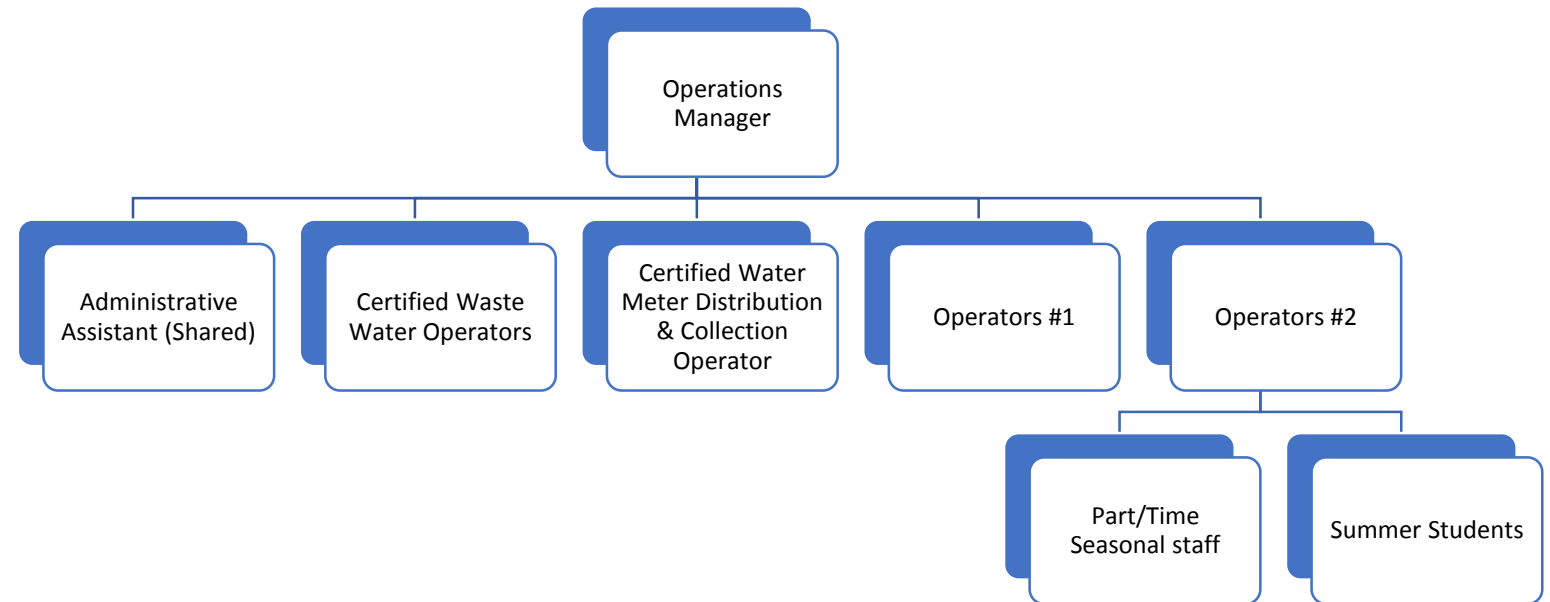 Operations
Manager
Administrative
Assistant (Shared)
Certified Waste
Water Operators
Certified Water
Meter Distribution
& Collection
Operator
Operators #1
Operators #2
Part/Time
Seasonal staff
Summer Students